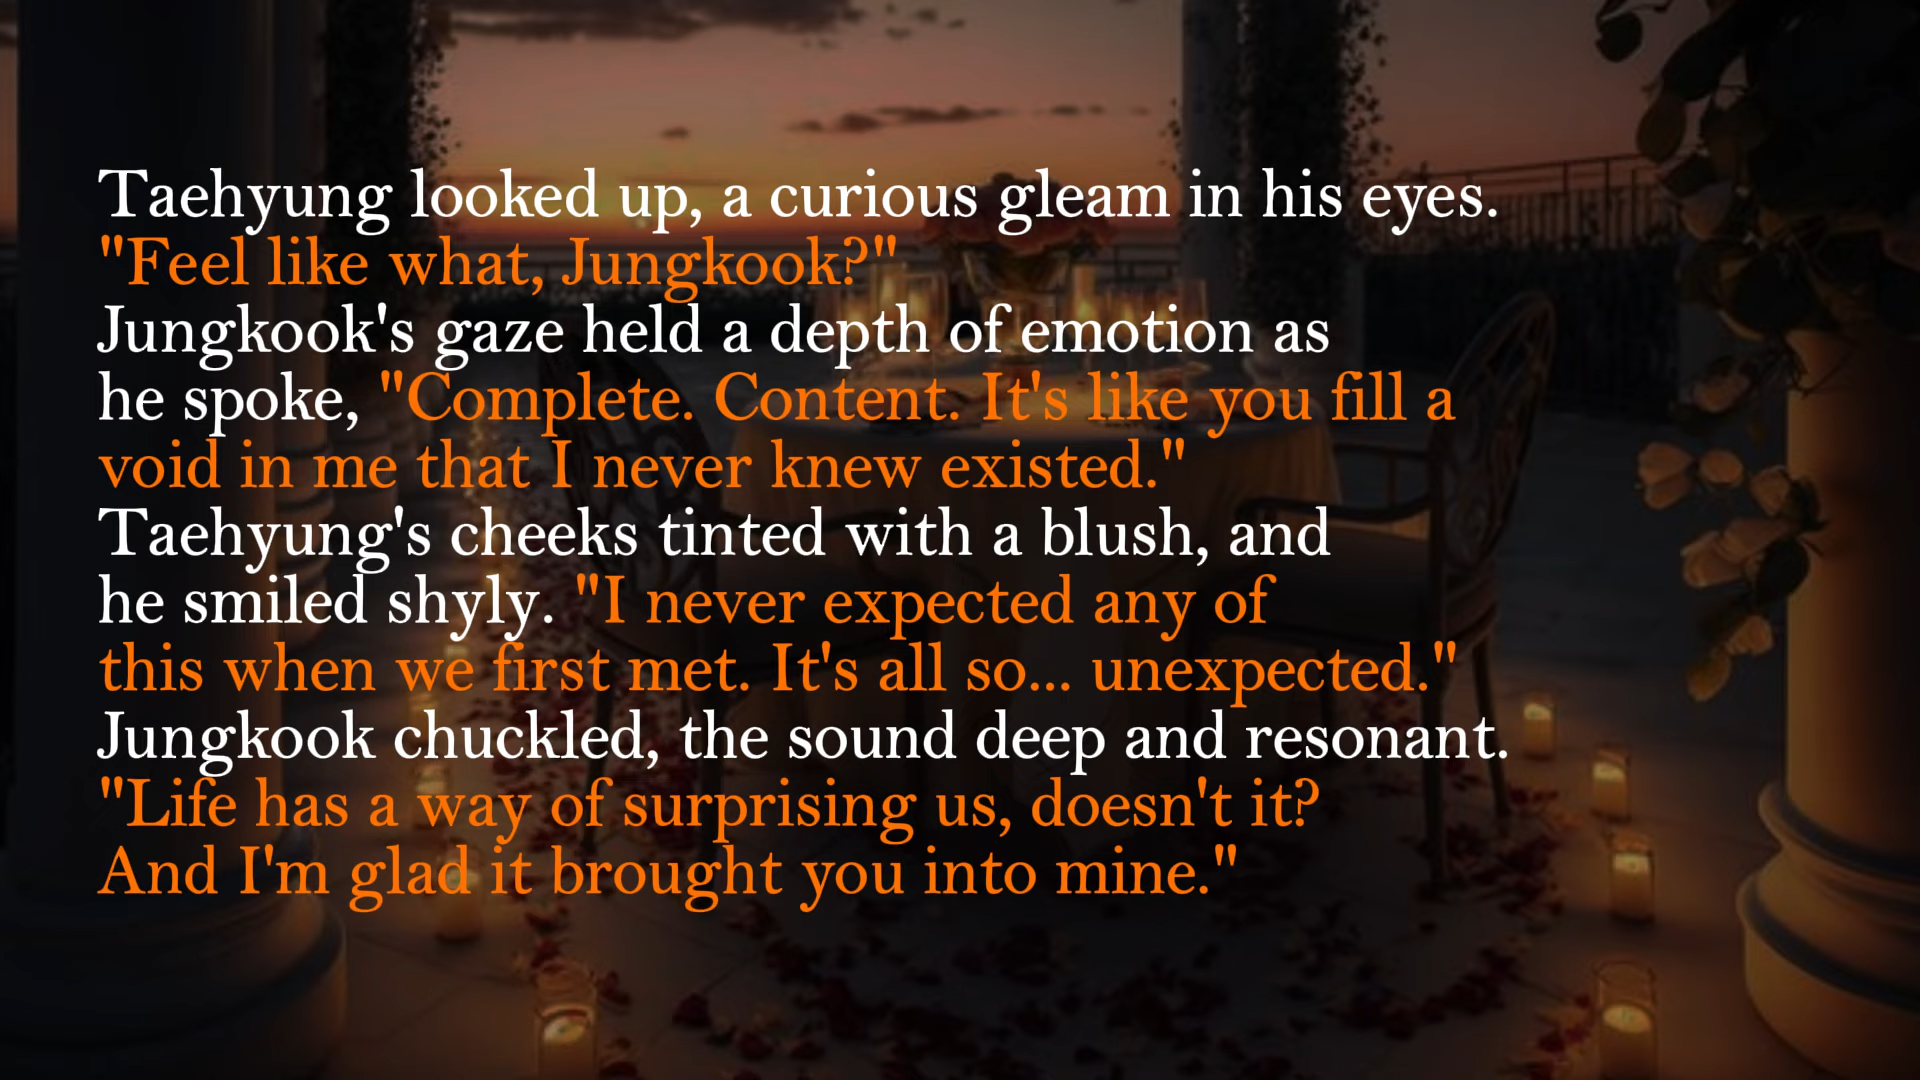 Taehyung looked up, a curious gleam in his eyes.
"Feel like what, Jungkook?"
Jungkook's gaze held a depth of emotion as
he spoke, "Complete. Content. It's like you fill a
void in me that I never knew existed."
Taehyung's cheeks tinted with a blush, and
he smiled shyly. "I never expected any of
this when we first met. It's all so... unexpected."
Jungkook chuckled, the sound deep and resonant.
"Life has a way of surprising us, doesn't it?
And I'm glad it brought you into mine."